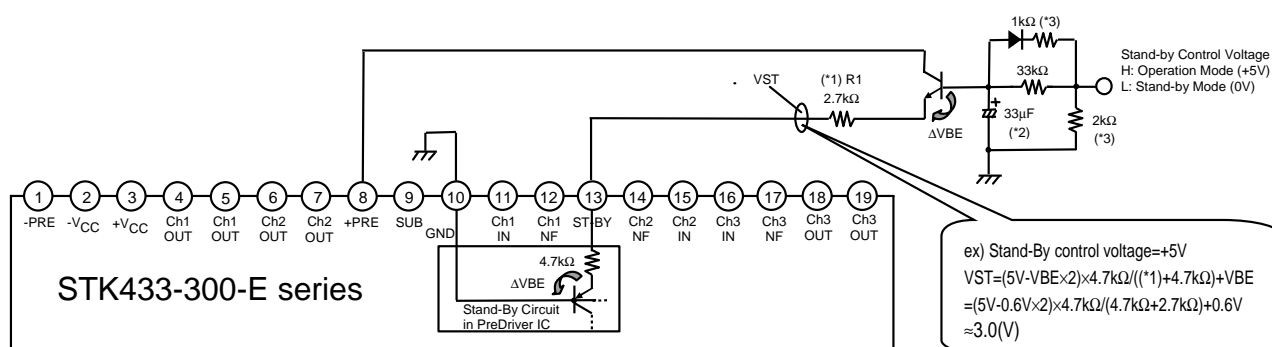 1kΩ (*3)
Stand-by Control Voltage
H: Operation Mode (+5V)
L: Stand-by Mode (0V)
VST
(*1) R1
2.7kΩ
33kΩ
ΔVBE
+
33μF
(*2)
2kΩ
(*3)
1 2 3 4 5 6 7 8 9 10 11 12 13 14 15 16 17 18 19
-PRE -VCC +VCC Ch1 OUT Ch1 OUT Ch2 OUT Ch2 OUT +PRE SUB GND Ch1 IN Ch1 NF ST-BY Ch2 NF Ch2 IN Ch3 IN Ch3 NF Ch3 OUT Ch3 OUT
4.7kΩ
ΔVBE
Stand-By Circuit
in PreDriver IC
STK433-300-E series
ex) Stand-By control voltage=+5V
VST=(5V-VBE×2)×4.7kΩ/((*1)+4.7kΩ)+VBE
=(5V-0.6V×2)×4.7kΩ/(4.7kΩ+2.7kΩ)+0.6V
≈3.0(V)